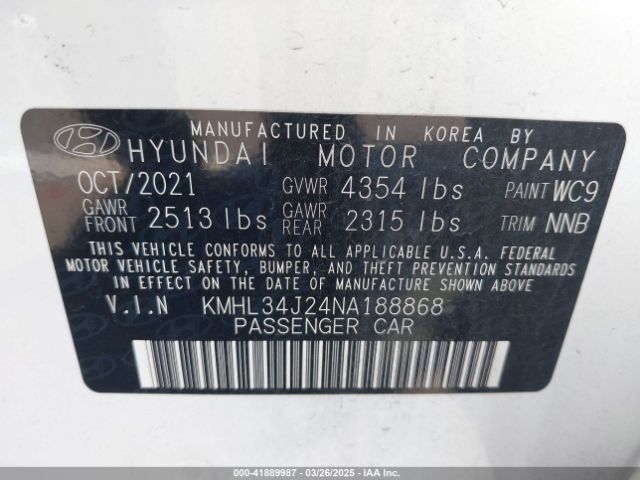 MANUFACTURED IN KOREA BY
HYUNDAI MOTOR COMPANY
OCT/2021 GVWR 4354 lbs PAINT WC9
GAWR FRONT 2513 lbs GAWR REAR 2315 lbs TRIM NNB
THIS VEHICLE CONFORMS TO ALL APPLICABLE U.S.A. FEDERAL
MOTOR VEHICLE SAFETY, BUMPER, AND THEFT PREVENTION STANDARDS
IN EFFECT ON THE DATE OF MANUFACTURE SHOWN ABOVE.
V.I.N KMHL34J24NA188868
PASSENGER CAR
000-41889987 - 03/26/2025 - PASSENGER CAR